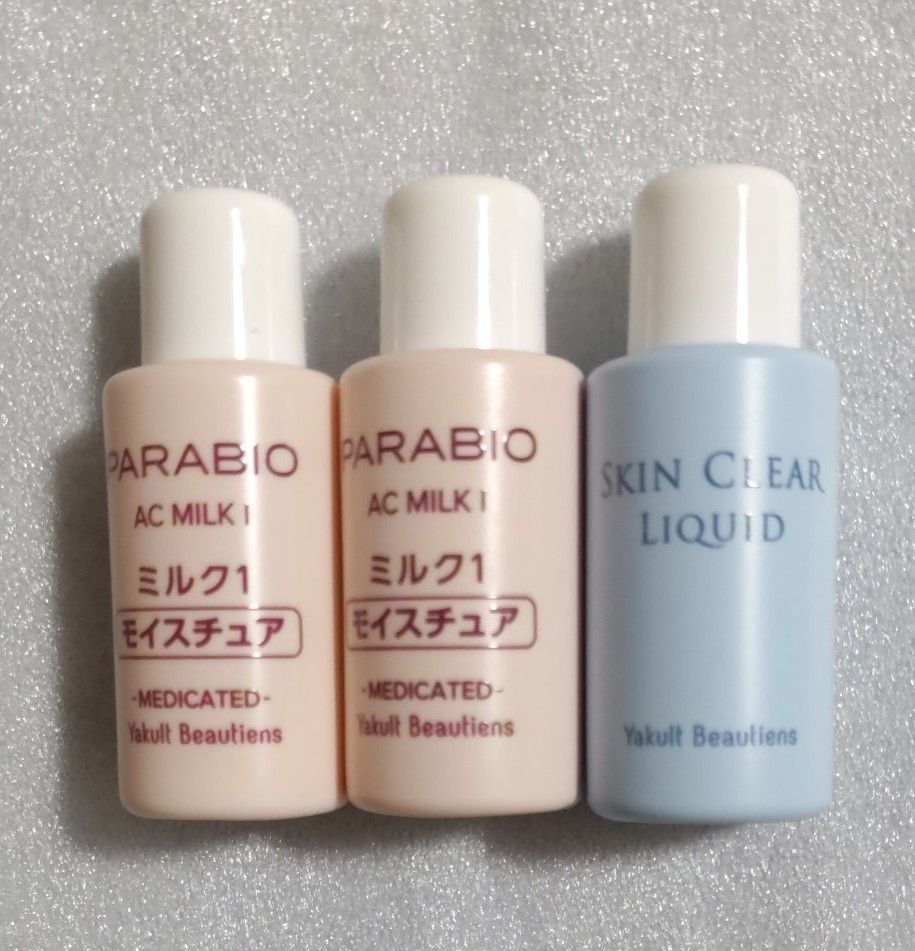 PARABIO
AC MILK I
ミルク1
モイスチュア
-MEDICATED-
Yakult Beautiens
PARABIO
AC MILK I
ミルク1
モイスチュア
-MEDICATED-
Yakult Beautiens
SKIN CLEAR
LIQUID
Yakult Beautiens